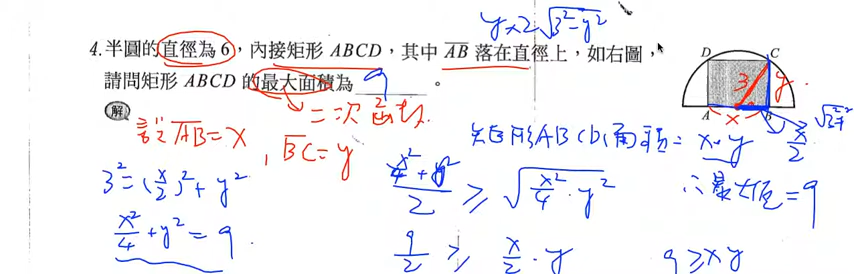 y×2√3²-y²
4.半圓的直徑為6,內接矩形 ABCD,其中 AB 落在直徑上,如右圖,
請問矩形 ABCD 的最大面積為 9 。
解
二次函數
D C
3 y
A x B
x/2 √3²-y²
設 AB=x
, BC=y
矩形ABCD面積=x·y
3²=(x/2)²+y²
x²/4+y²=9
(x²/4+y²)/2 ≥ √x²/4·y²
∴最大值=9
9/2 ≥ x/2·y
9≥xy